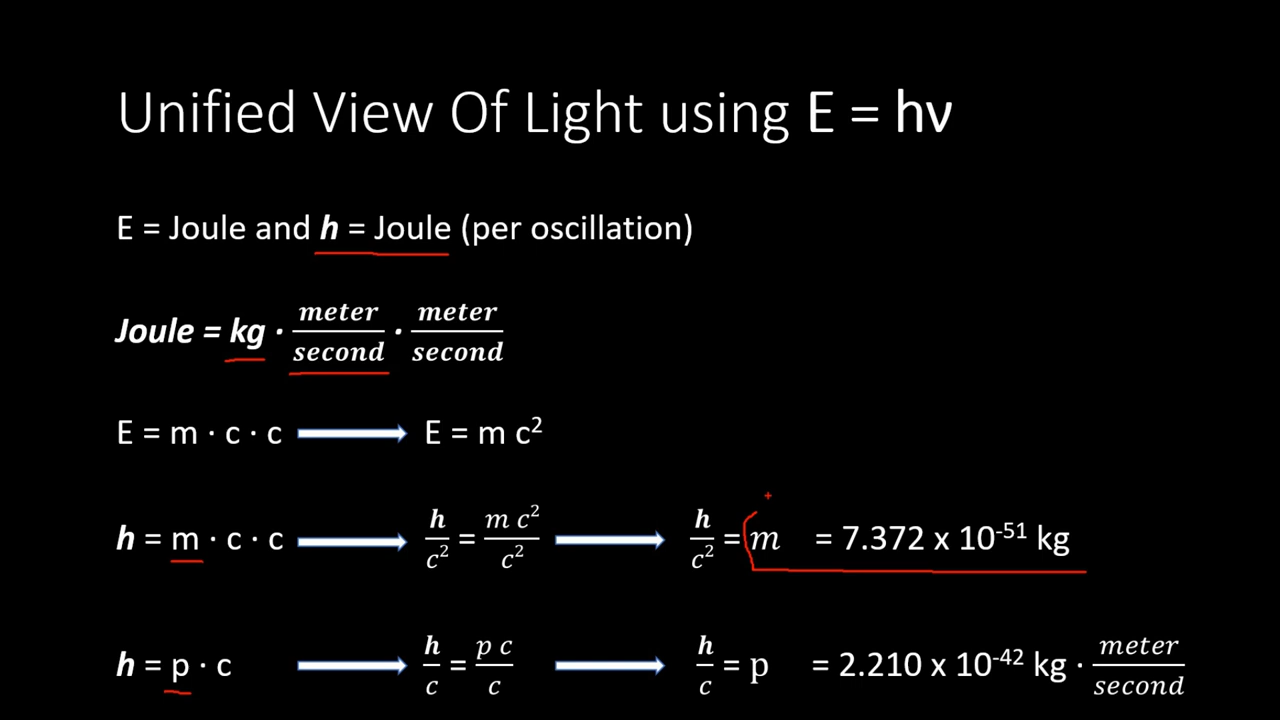 Unified View Of Light using E = hν
E = Joule and h = Joule (per oscillation)
Joule = kg · meter/second · meter/second
E = m · c · c E = m c²
h = m · c · c h/c² = m c²/c² h/c² = m = 7.372 x 10⁻⁵¹ kg
h = p · c h/c = p c/c h/c = p = 2.210 x 10⁻⁴² kg · meter/second